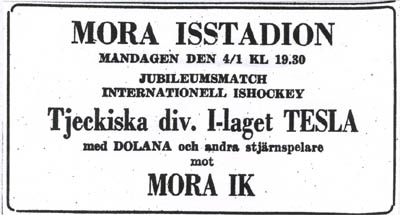 MORA ISSTADION
MANDAGEN DEN 4/1 KL 19.30
JUBILEUMSMATCH
INTERNATIONELL ISHOCKEY
Tjeckiska div. I-laget TESLA
med DOLANA och andra stjärnspelare
mot
MORA IK